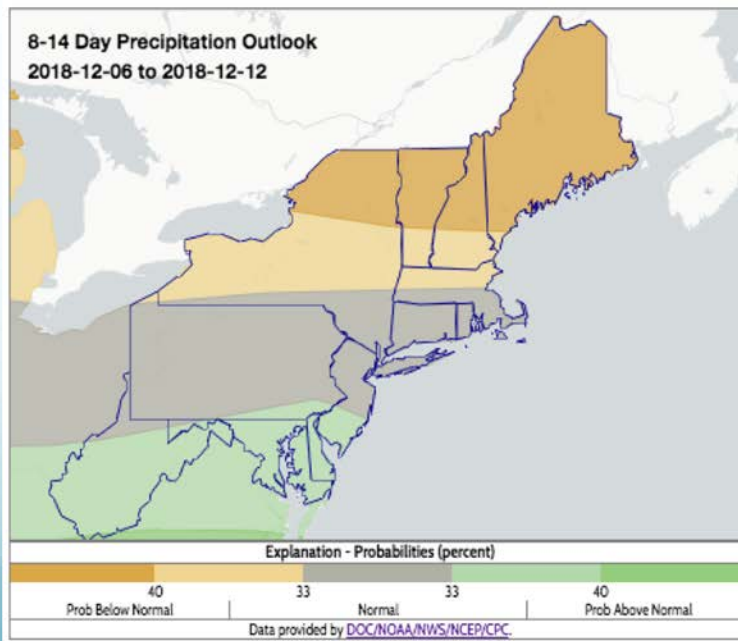 8-14 Day Precipitation Outlook
2018-12-06 to 2018-12-12
Explanation - Probabilities (percent)
40 33 33 40
Prob Below Normal Normal Prob Above Normal
Data provided by DOC/NOAA/NWS/NCEP/CPC.